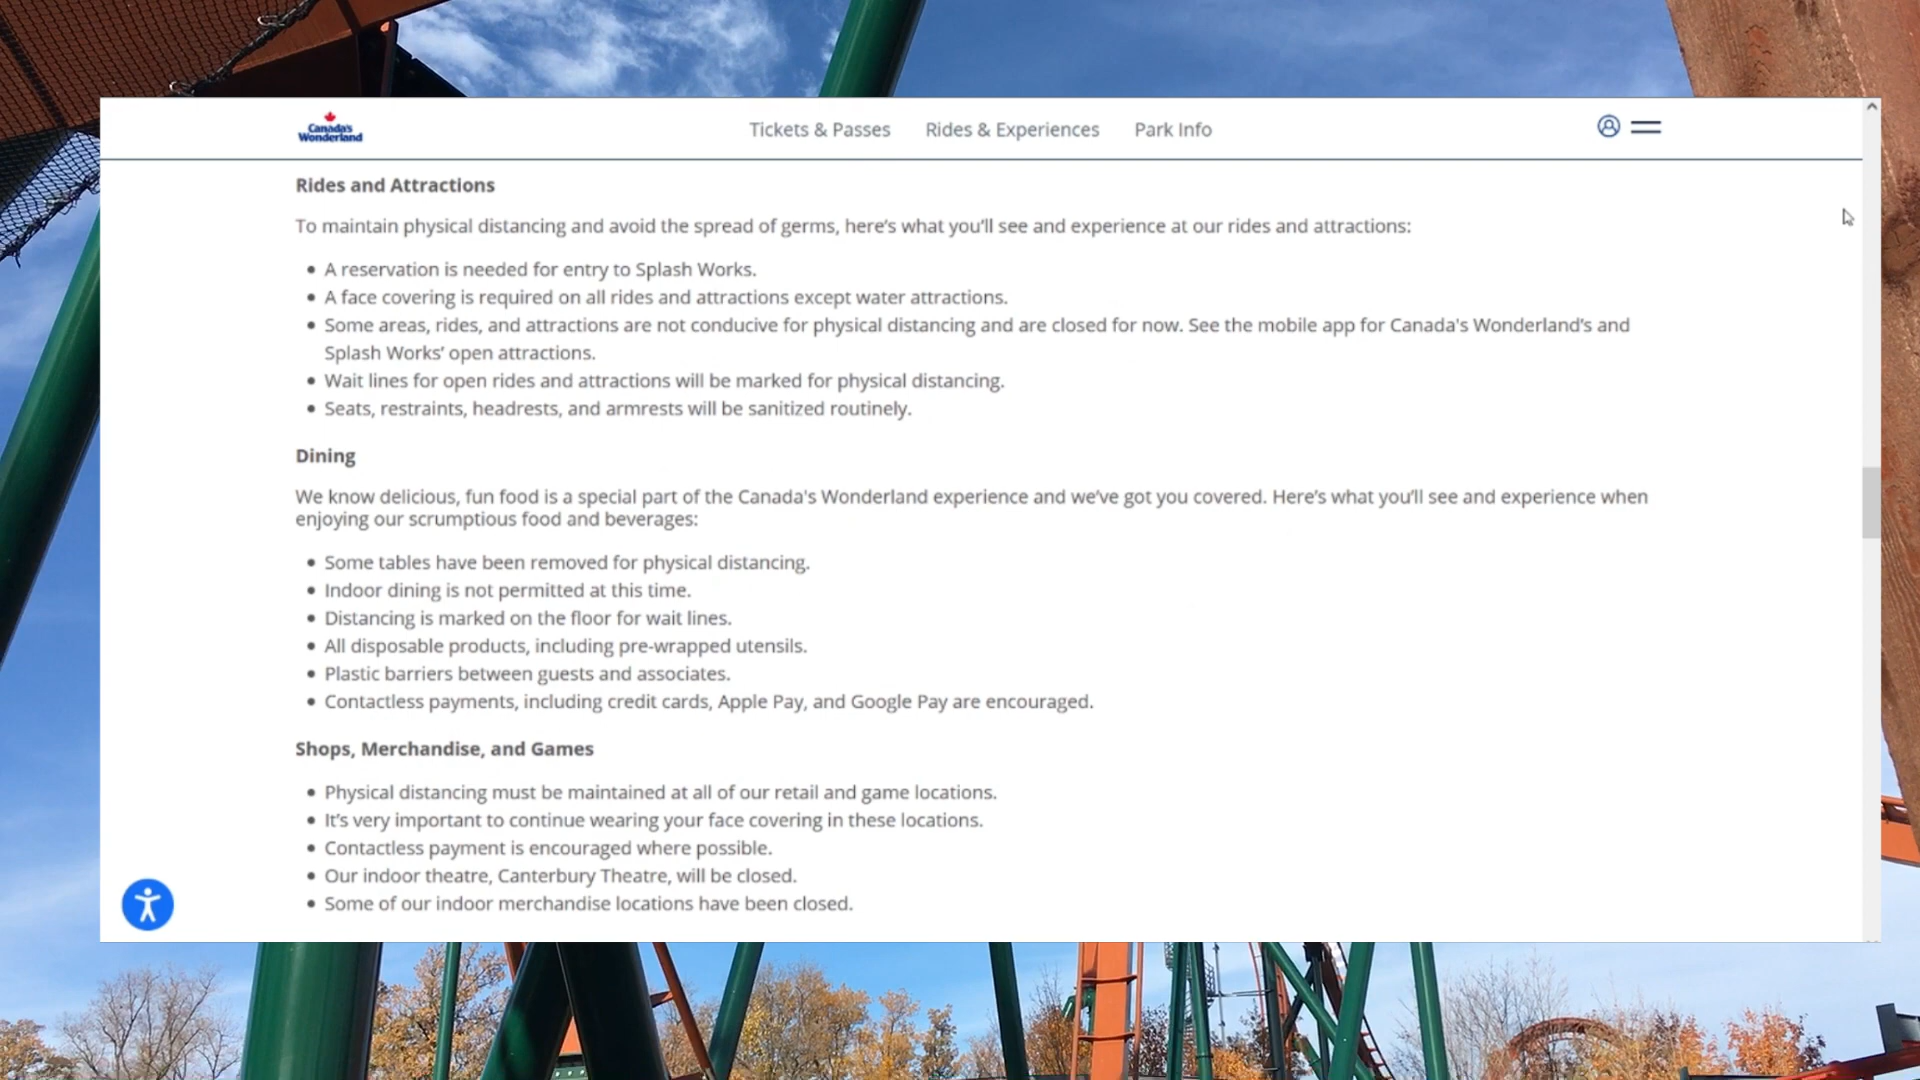 Canada's
Wonderland
Tickets & Passes
Rides & Experiences
Park Info
Rides and Attractions
To maintain physical distancing and avoid the spread of germs, here's what you'll see and experience at our rides and attractions:
• A reservation is needed for entry to Splash Works.
• A face covering is required on all rides and attractions except water attractions.
• Some areas, rides, and attractions are not conducive for physical distancing and are closed for now. See the mobile app for Canada's Wonderland's and
Splash Works' open attractions.
• Wait lines for open rides and attractions will be marked for physical distancing.
• Seats, restraints, headrests, and armrests will be sanitized routinely.
Dining
We know delicious, fun food is a special part of the Canada's Wonderland experience and we've got you covered. Here's what you'll see and experience when
enjoying our scrumptious food and beverages:
• Some tables have been removed for physical distancing.
• Indoor dining is not permitted at this time.
• Distancing is marked on the floor for wait lines.
• All disposable products, including pre-wrapped utensils.
• Plastic barriers between guests and associates.
• Contactless payments, including credit cards, Apple Pay, and Google Pay are encouraged.
Shops, Merchandise, and Games
• Physical distancing must be maintained at all of our retail and game locations.
• It's very important to continue wearing your face covering in these locations.
• Contactless payment is encouraged where possible.
• Our indoor theatre, Canterbury Theatre, will be closed.
• Some of our indoor merchandise locations have been closed.